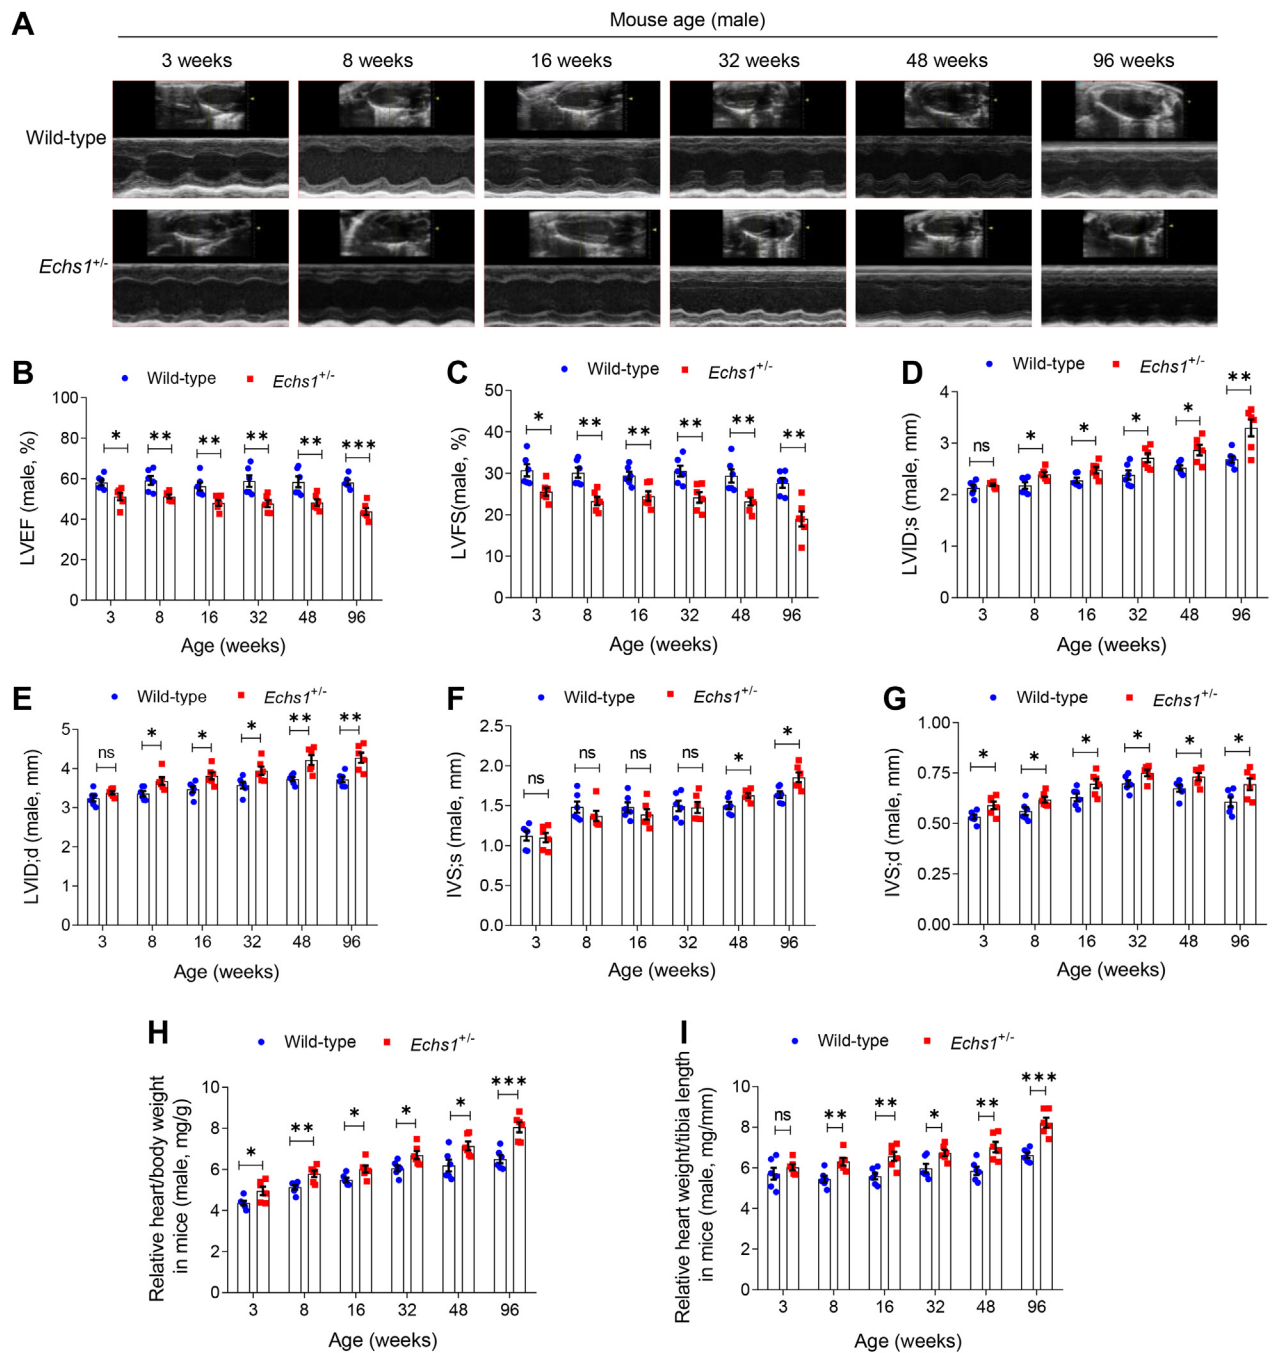 A
Mouse age (male)
3 weeks 8 weeks 16 weeks 32 weeks 48 weeks 96 weeks
Wild-type
Echs1+/-
B
Wild-type Echs1+/-
LVEF (male, %)
100
80
60
40
20
0
* ** ** ** ** ***
3 8 16 32 48 96
Age (weeks)
C
Wild-type Echs1+/-
LVFS(male, %)
50
40
30
20
10
0
* ** ** ** ** **
3 8 16 32 48 96
Age (weeks)
D
Wild-type Echs1+/-
LVID;s (male, mm)
4
3
2
1
0
ns * * * * **
3 8 16 32 48 96
Age (weeks)
E
Wild-type Echs1+/-
LVID;d (male, mm)
5
4
3
2
1
0
ns * * * ** **
3 8 16 32 48 96
Age (weeks)
F
Wild-type Echs1+/-
IVS;s (male, mm)
2.5
2.0
1.5
1.0
0.5
0.0
ns ns ns ns * *
3 8 16 32 48 96
Age (weeks)
G
Wild-type Echs1+/-
IVS;d (male, mm)
1.00
0.75
0.50
0.25
0.00
* * * * * *
3 8 16 32 48 96
Age (weeks)
H
Wild-type Echs1+/-
Relative heart/body weight
in mice (male, mg/g)
10
8
6
4
2
0
* ** * * * ***
3 8 16 32 48 96
Age (weeks)
I
Wild-type Echs1+/-
Relative heart weight/tibia length
in mice (male, mg/mm)
10
8
6
4
2
0
ns ** ** * ** ***
3 8 16 32 48 96
Age (weeks)